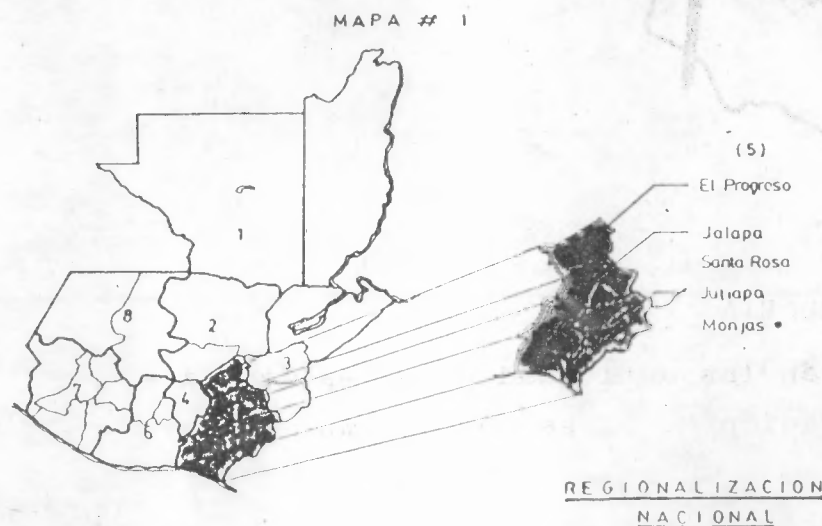 MAPA # 1
(5)
El Progreso
Jalapa
Santa Rosa
Jutiapa
Monjas
1
8
2
3
7
4
6
REGIONALIZACION
NACIONAL